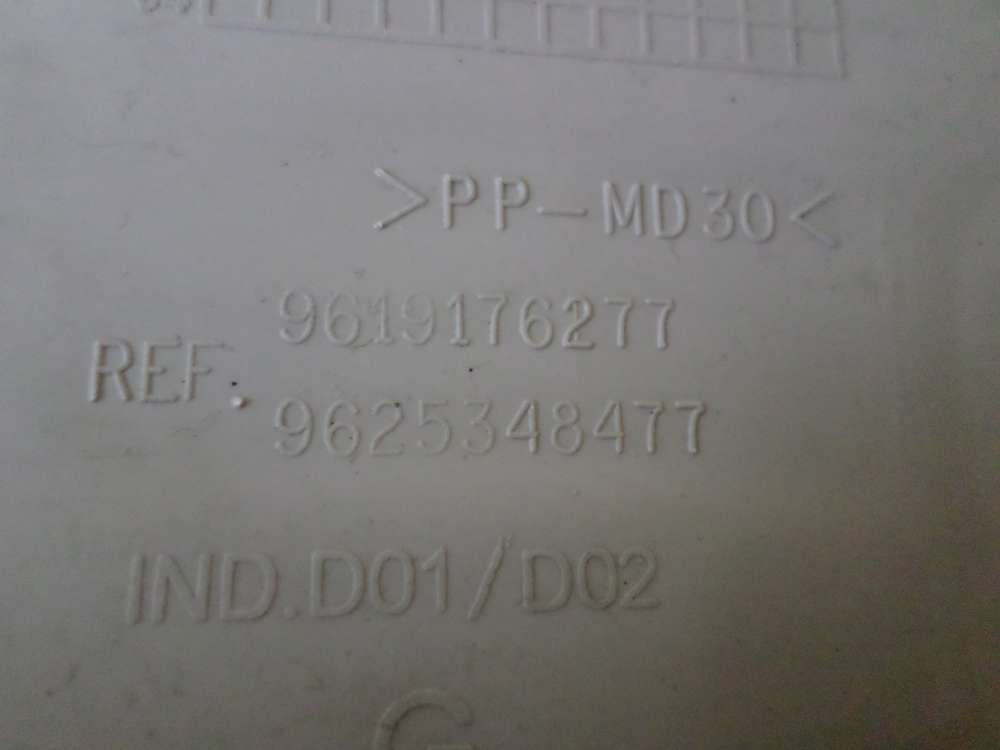 >PP-MD30<
9619176277
REF.
9625348477
IND.D01/D02
G